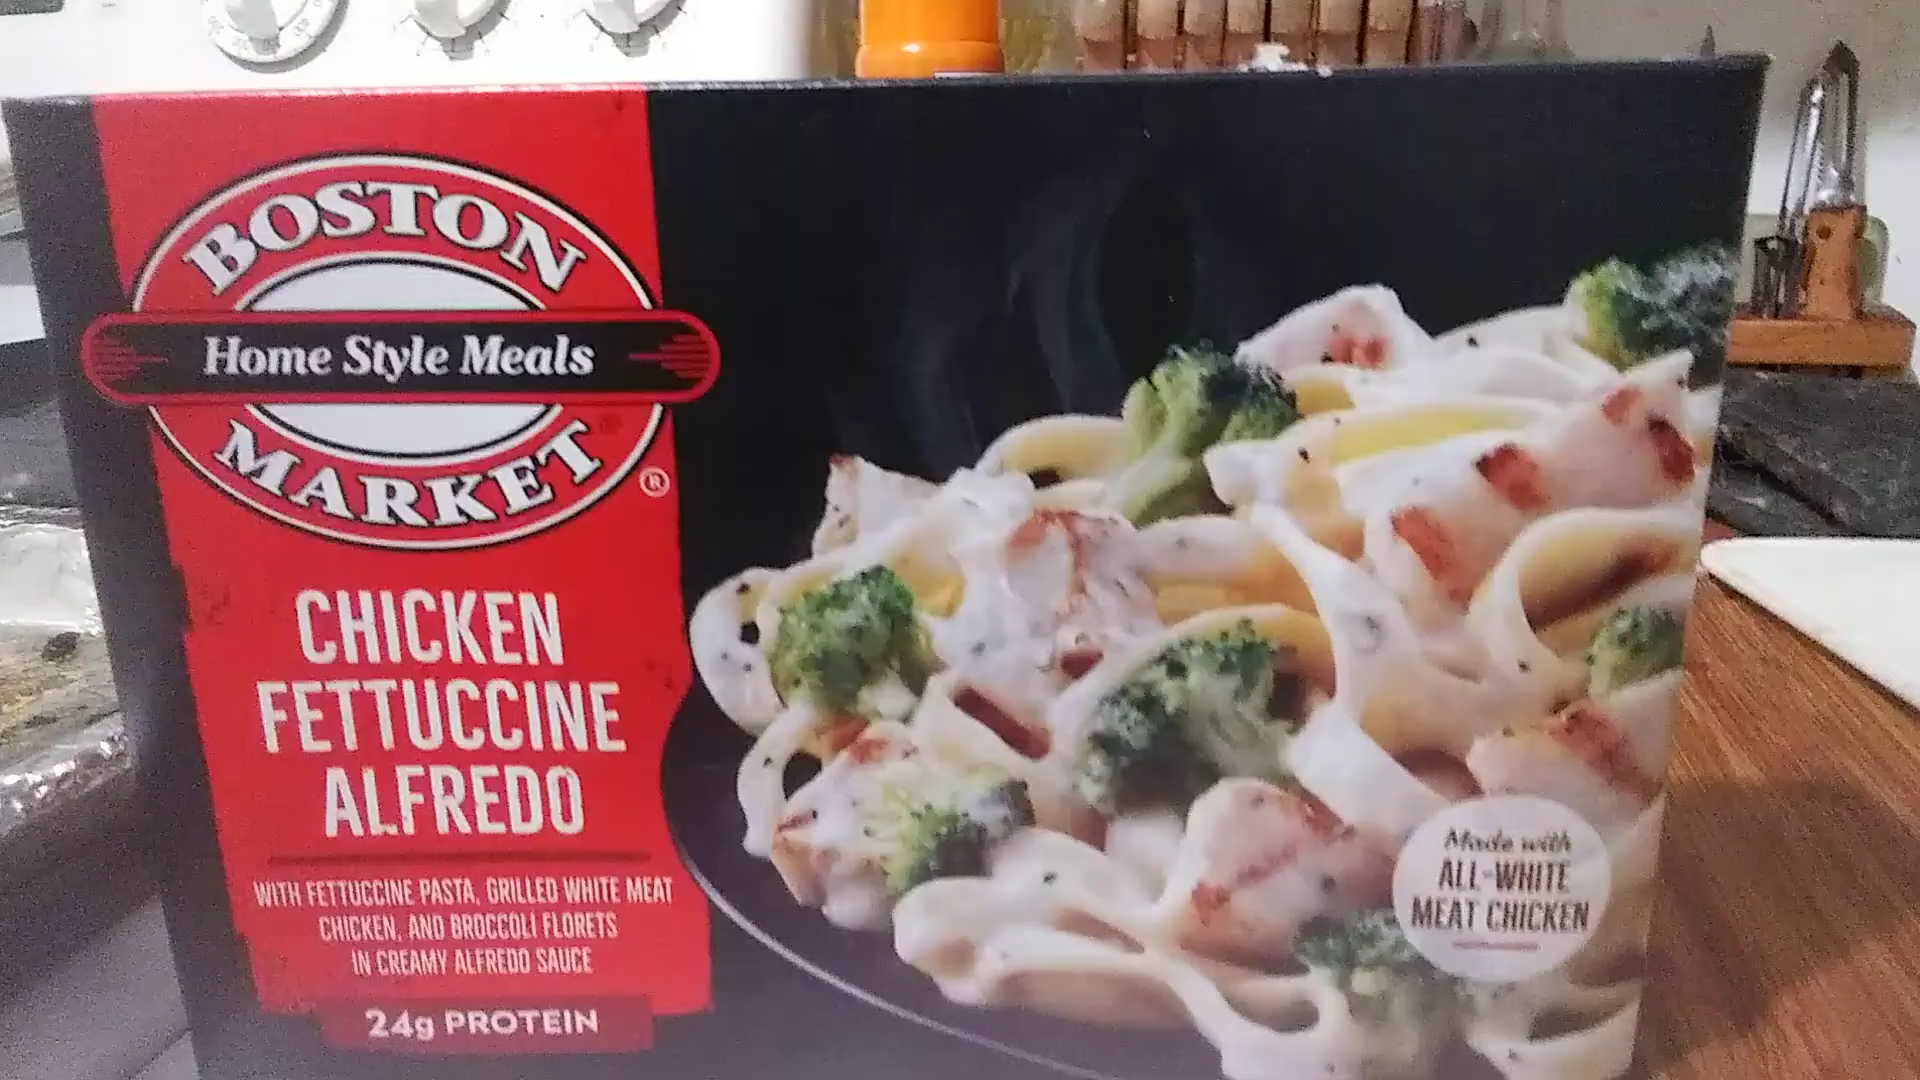 BOSTON
Home Style Meals
MARKET®
CHICKEN
FETTUCCINE
ALFREDO
WITH FETTUCCINE PASTA, GRILLED WHITE MEAT
CHICKEN, AND BROCCOLI FLORETS
IN CREAMY ALFREDO SAUCE
24g PROTEIN
Made with
ALL-WHITE
MEAT CHICKEN